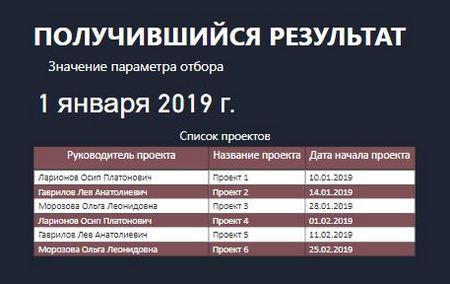 ПОЛУЧИВШИЙСЯ РЕЗУЛЬТАТ
Значение параметра отбора
1 января 2019 г.
Список проектов
Руководитель проекта Название проекта Дата начала проекта
Ларионов Осип Платонович Проект 1 10.01.2019
Гаврилов Лев Анатолиевич Проект 2 14.01.2019
Морозова Ольга Леонидовна Проект 3 28.01.2019
Ларионов Осип Платонович Проект 4 01.02.2019
Гаврилов Лев Анатолиевич Проект 5 11.02.2019
Морозова Ольга Леонидовна Проект 6 25.02.2019